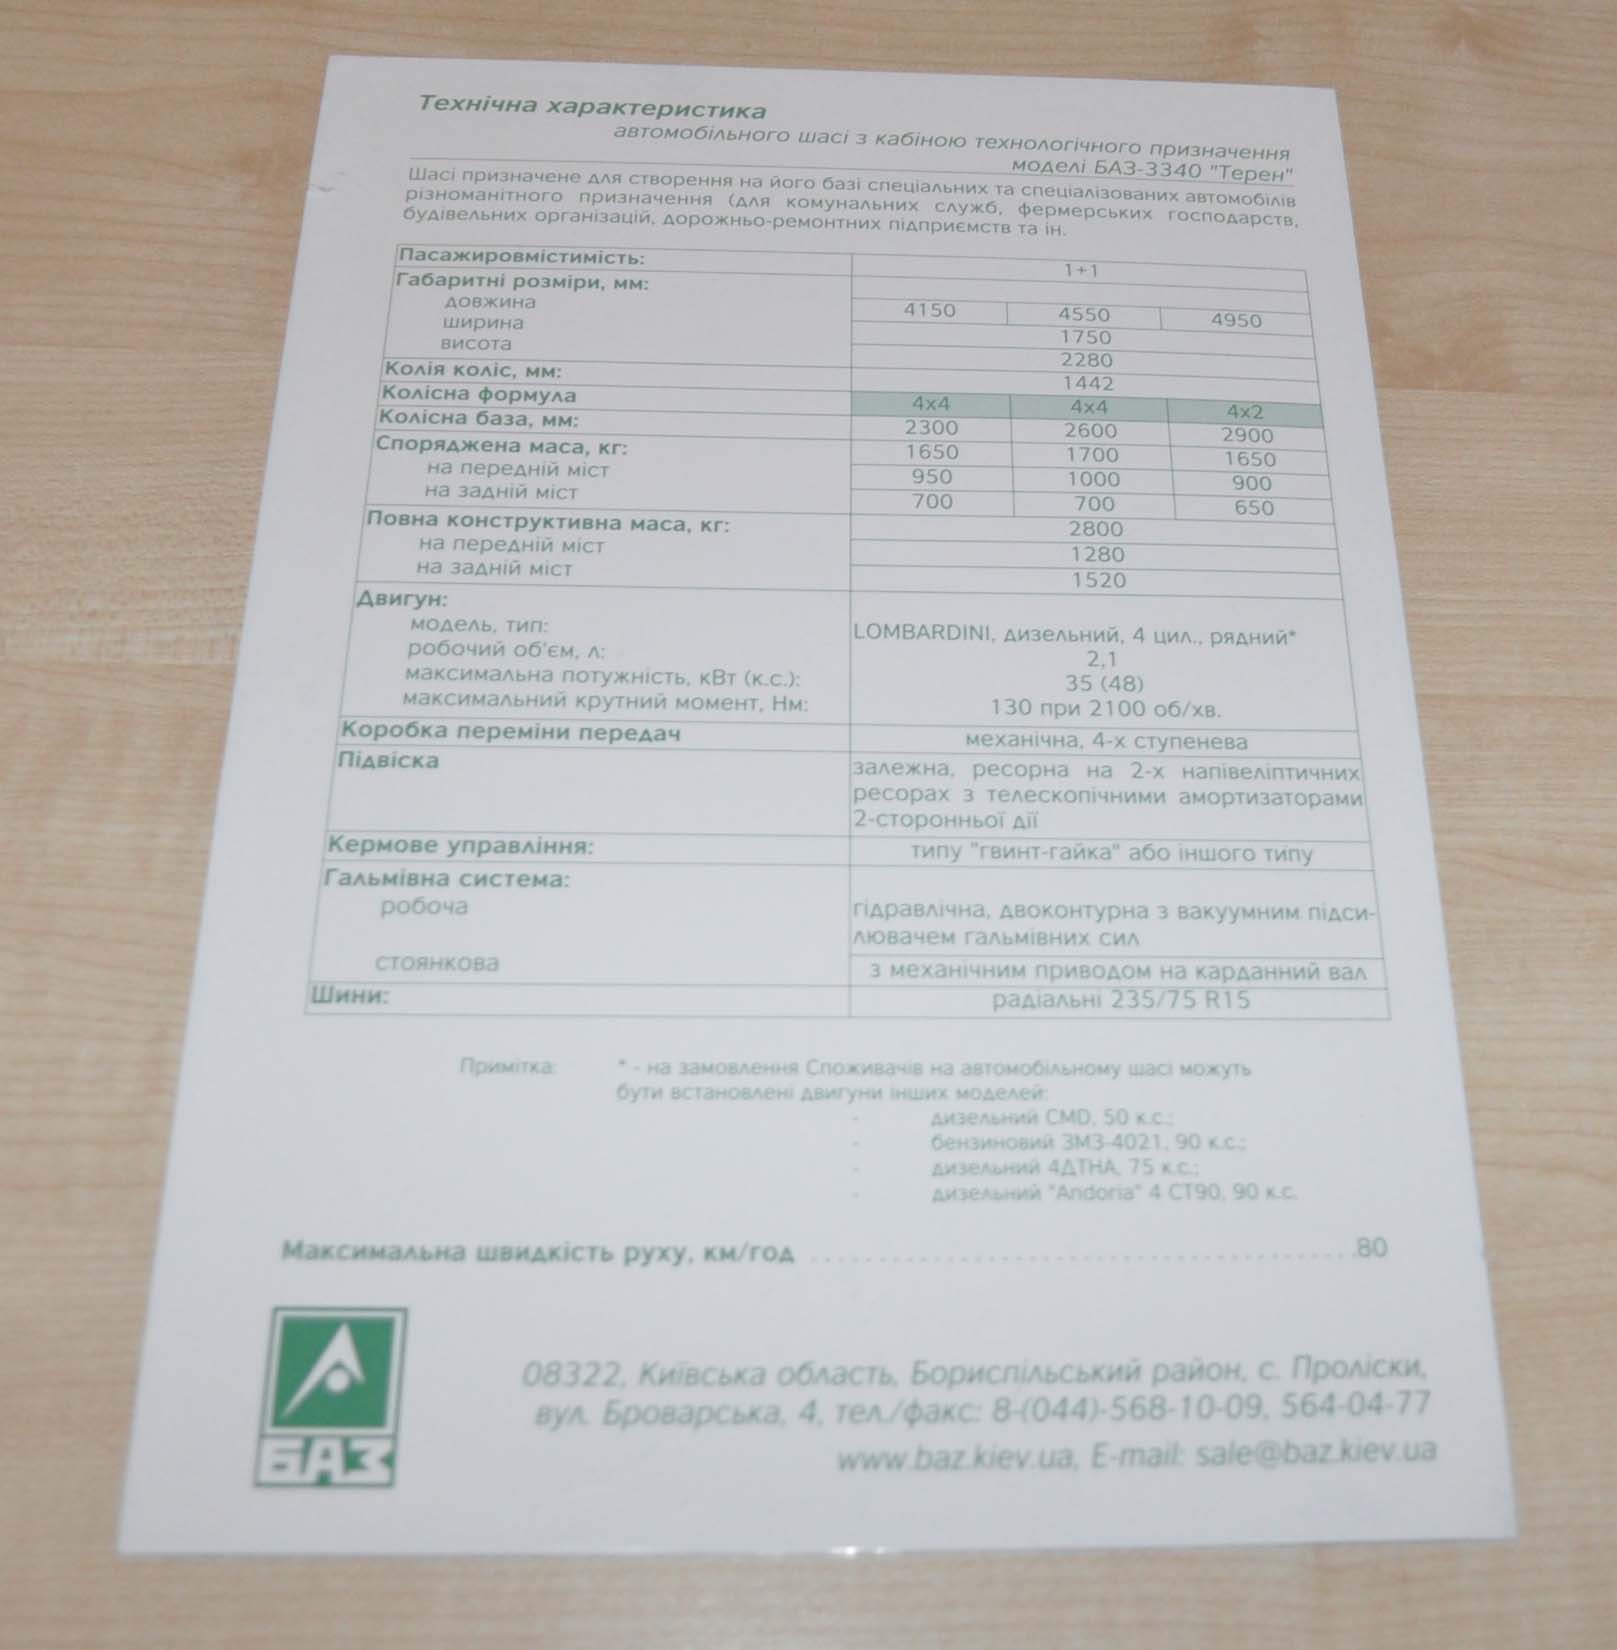 Технічна характеристика
автомобільного шасі з кабіною технологічного призначення
моделі БАЗ-3340 "Терен"
Шасі призначене для створення на його базі спеціальних та спеціалізованих автомобілів
різноманітного призначення (для комунальних служб, фермерських господарств,
будівельних організацій, дорожньо-ремонтних підприємств та ін.
Пасажировмістимість: 1+1
Габаритні розміри, мм:
довжина 4150 4550 4950
ширина 1750
висота 2280
Колія коліс, мм: 1442
Колісна формула 4x4 4x4 4x2
Колісна база, мм: 2300 2600 2900
Споряджена маса, кг: 1650 1700 1650
на передній міст 950 1000 900
на задній міст 700 700 650
Повна конструктивна маса, кг: 2800
на передній міст 1280
на задній міст 1520
Двигун:
модель, тип: LOMBARDINI, дизельний, 4 цил., рядний*
робочий об'єм, л: 2,1
максимальна потужність, кВт (к.с.): 35 (48)
максимальний крутний момент, Нм: 130 при 2100 об/хв.
Коробка переміни передач механічна, 4-х ступенева
Підвіска залежна, ресорна на 2-х напівеліптичних
ресорах з телескопічними амортизаторами
2-сторонньої дії
Кермове управління: типу "гвинт-гайка" або іншого типу
Гальмівна система:
робоча гідравлічна, двоконтурна з вакуумним підси-
лювачем гальмівних сил
стоянкова з механічним приводом на карданний вал
Шини: радіальні 235/75 R15
Примітка: * - на замовлення Споживачів на автомобільному шасі можуть
бути встановлені двигуни інших моделей:
- дизельний CMD, 50 к.с.;
- бензиновий ЗМЗ-4021, 90 к.с.;
- дизельний 4ДТНА, 75 к.с.;
- дизельний "Andoria" 4 СТ90, 90 к.с.
Максимальна швидкість руху, км/год ........................................80
БАЗ
08322, Київська область, Бориспільський район, с. Проліски,
вул. Броварська, 4, тел./факс: 8-(044)-568-10-09, 564-04-77
www.baz.kiev.ua, E-mail: sale@baz.kiev.ua